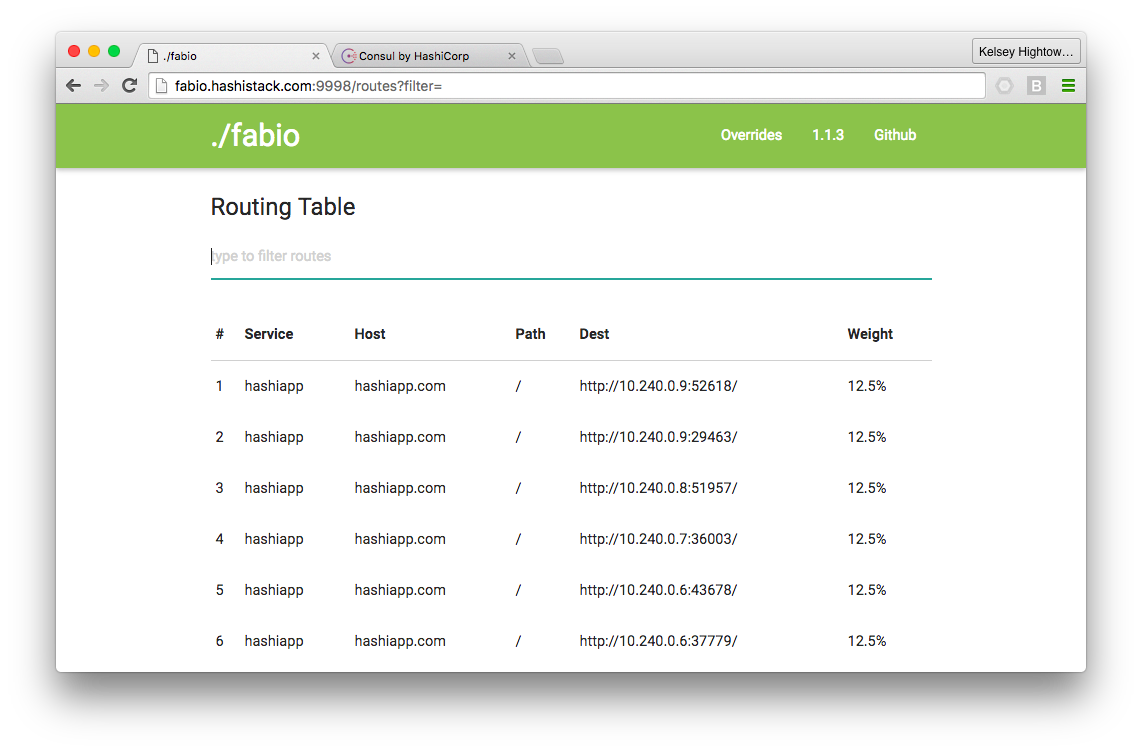 ./fabio Consul by HashiCorp Kelsey Hightow...
fabio.hashistack.com:9998/routes?filter= B
./fabio Overrides 1.1.3 Github
Routing Table
type to filter routes
# Service Host Path Dest Weight
1 hashiapp hashiapp.com / http://10.240.0.9:52618/ 12.5%
2 hashiapp hashiapp.com / http://10.240.0.9:29463/ 12.5%
3 hashiapp hashiapp.com / http://10.240.0.8:51957/ 12.5%
4 hashiapp hashiapp.com / http://10.240.0.7:36003/ 12.5%
5 hashiapp hashiapp.com / http://10.240.0.6:43678/ 12.5%
6 hashiapp hashiapp.com / http://10.240.0.6:37779/ 12.5%